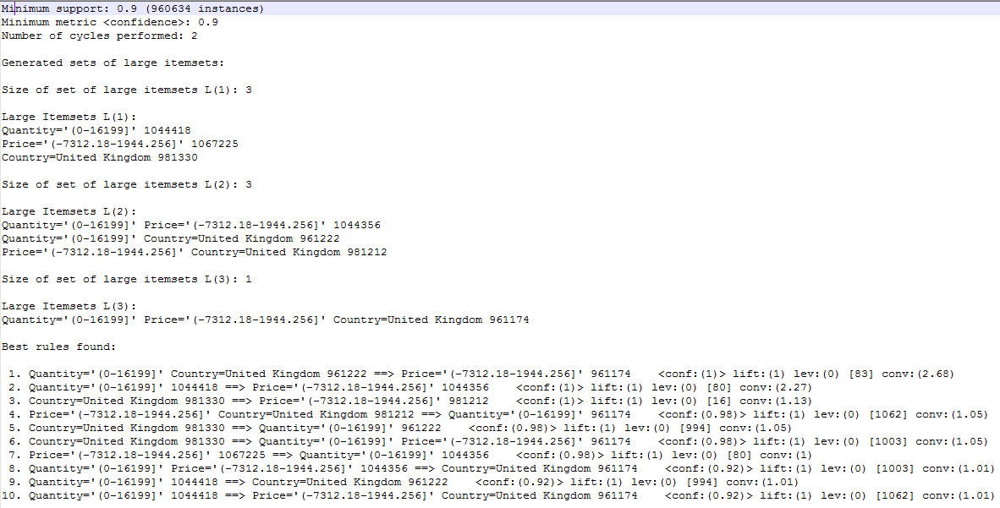 Minimum support: 0.9 (960634 instances)
Minimum metric <confidence>: 0.9
Number of cycles performed: 2
Generated sets of large itemsets:
Size of set of large itemsets L(1): 3
Large Itemsets L(1):
Quantity='(0-16199]' 1044418
Price='(-7312.18-1944.256]' 1067225
Country=United Kingdom 981330
Size of set of large itemsets L(2): 3
Large Itemsets L(2):
Quantity='(0-16199]' Price='(-7312.18-1944.256]' 1044356
Quantity='(0-16199]' Country=United Kingdom 961222
Price='(-7312.18-1944.256]' Country=United Kingdom 981212
Size of set of large itemsets L(3): 1
Large Itemsets L(3):
Quantity='(0-16199]' Price='(-7312.18-1944.256]' Country=United Kingdom 961174
Best rules found:
1. Quantity='(0-16199]' Country=United Kingdom 961222 ==> Price='(-7312.18-1944.256]' 961174    <conf:(1)> lift:(1) lev:(0) [83] conv:(2.68)
2. Quantity='(0-16199]' 1044418 ==> Price='(-7312.18-1944.256]' 1044356    <conf:(1)> lift:(1) lev:(0) [80] conv:(2.27)
3. Country=United Kingdom 981330 ==> Price='(-7312.18-1944.256]' 981212    <conf:(1)> lift:(1) lev:(0) [16] conv:(1.13)
4. Price='(-7312.18-1944.256]' Country=United Kingdom 981212 ==> Quantity='(0-16199]' 961174    <conf:(0.98)> lift:(1) lev:(0) [1062] conv:(1.05)
5. Country=United Kingdom 981330 ==> Quantity='(0-16199]' 961222    <conf:(0.98)> lift:(1) lev:(0) [994] conv:(1.05)
6. Country=United Kingdom 981330 ==> Quantity='(0-16199]' Price='(-7312.18-1944.256]' 961174    <conf:(0.98)> lift:(1) lev:(0) [1003] conv:(1.05)
7. Price='(-7312.18-1944.256]' 1067225 ==> Quantity='(0-16199]' 1044356    <conf:(0.98)> lift:(1) lev:(0) [80] conv:(1)
8. Quantity='(0-16199]' Price='(-7312.18-1944.256]' 1044356 ==> Country=United Kingdom 961174    <conf:(0.92)> lift:(1) lev:(0) [1003] conv:(1.01)
9. Quantity='(0-16199]' 1044418 ==> Country=United Kingdom 961222    <conf:(0.92)> lift:(1) lev:(0) [994] conv:(1.01)
10. Quantity='(0-16199]' 1044418 ==> Price='(-7312.18-1944.256]' Country=United Kingdom 961174    <conf:(0.92)> lift:(1) lev:(0) [1062] conv:(1.01)